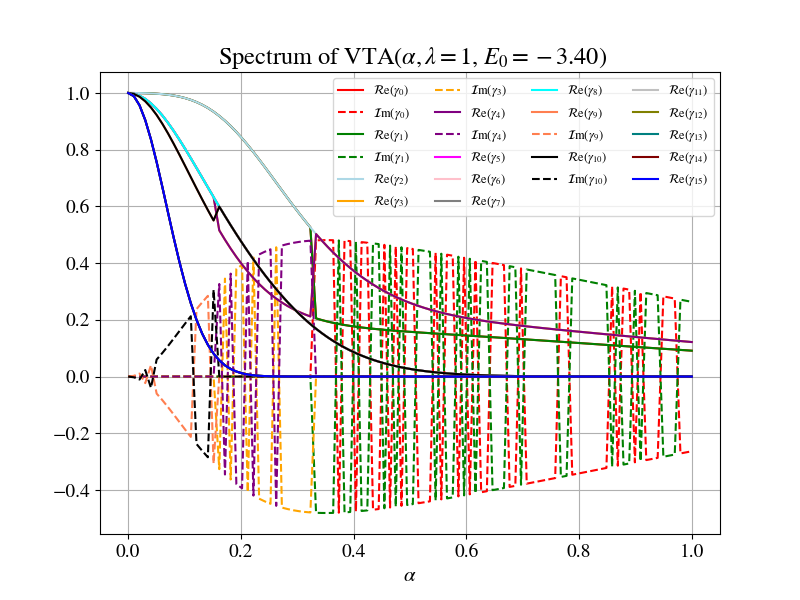 Spectrum of VTA(α, λ = 1, E₀ = −3.40)
Re(γ₀) Im(γ₃) Re(γ₈) Re(γ₁₁)
Im(γ₀) Re(γ₄) Re(γ₉) Re(γ₁₂)
Re(γ₁) Im(γ₄) Im(γ₉) Re(γ₁₃)
Im(γ₁) Re(γ₅) Re(γ₁₀) Re(γ₁₄)
Re(γ₂) Re(γ₆) Im(γ₁₀) Re(γ₁₅)
Re(γ₃) Re(γ₇)
1.0
0.8
0.6
0.4
0.2
0.0
−0.2
−0.4
0.0 0.2 0.4 0.6 0.8 1.0
α